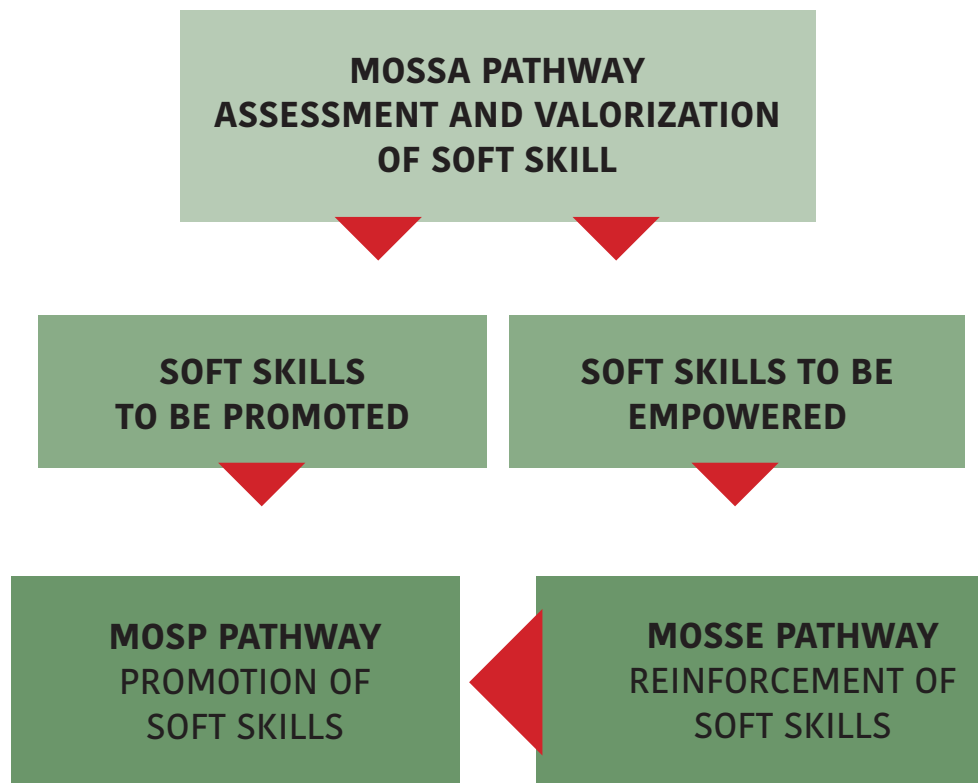 MOSSA PATHWAY
ASSESSMENT AND VALORIZATION
OF SOFT SKILL
SOFT SKILLS
TO BE PROMOTED
SOFT SKILLS TO BE
EMPOWERED
MOSP PATHWAY
PROMOTION OF
SOFT SKILLS
MOSSE PATHWAY
REINFORCEMENT OF
SOFT SKILLS